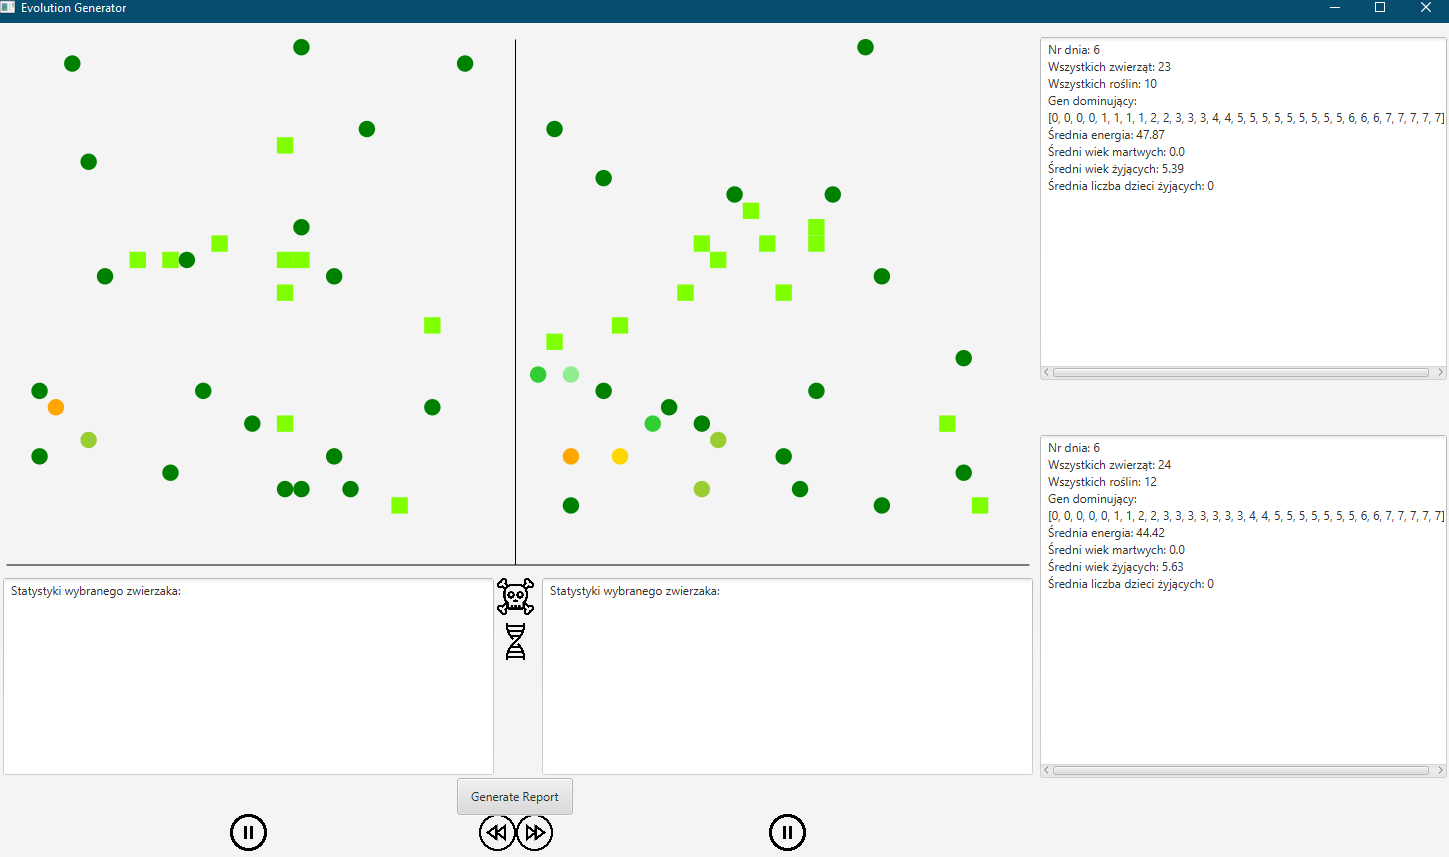 Evolution Generator
Nr dnia: 6
Wszystkich zwierząt: 23
Wszystkich roślin: 10
Gen dominujący:
[0, 0, 0, 0, 1, 1, 1, 1, 2, 2, 3, 3, 3, 4, 4, 5, 5, 5, 5, 5, 5, 5, 5, 5, 6, 6, 6, 7, 7, 7, 7, 7]
Średnia energia: 47.87
Średni wiek martwych: 0.0
Średni wiek żyjących: 5.39
Średnia liczba dzieci żyjących: 0
Nr dnia: 6
Wszystkich zwierząt: 24
Wszystkich roślin: 12
Gen dominujący:
[0, 0, 0, 0, 0, 1, 1, 2, 2, 3, 3, 3, 3, 3, 3, 3, 4, 4, 5, 5, 5, 5, 5, 5, 5, 6, 6, 7, 7, 7, 7, 7]
Średnia energia: 44.42
Średni wiek martwych: 0.0
Średni wiek żyjących: 5.63
Średnia liczba dzieci żyjących: 0
Statystyki wybranego zwierzaka:
Statystyki wybranego zwierzaka:
Generate Report